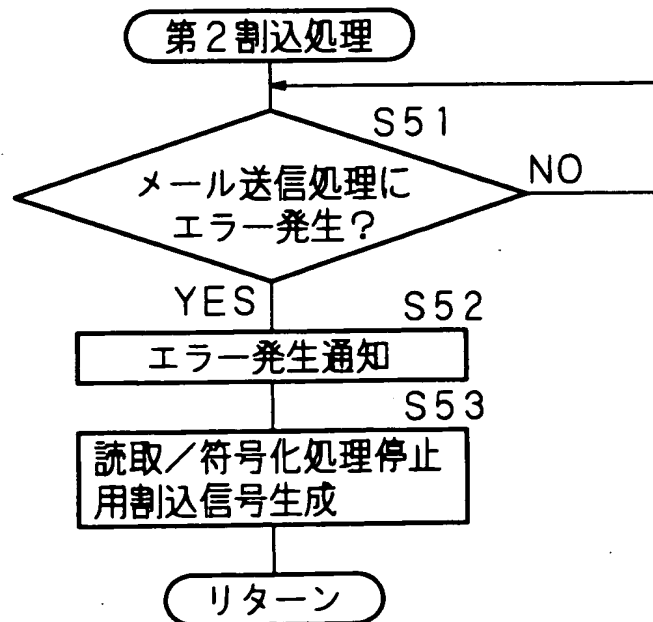 第2割込処理
S51
メール送信処理に
エラー発生?
NO
YES
S52
エラー発生通知
S53
読取/符号化処理停止
用割込信号生成
リターン